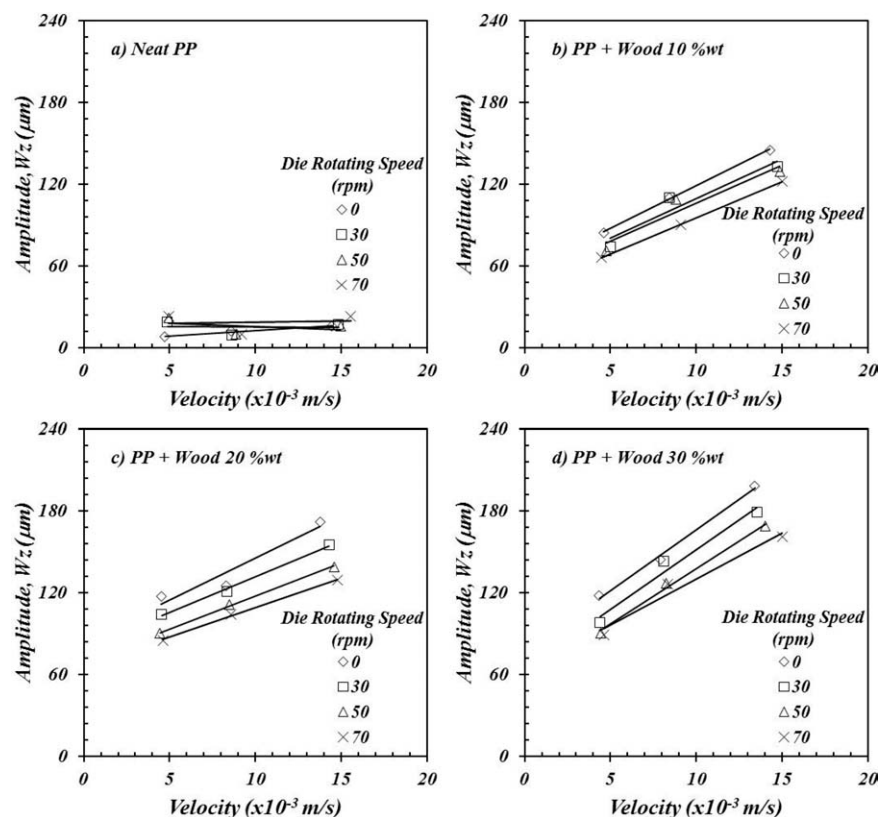 a) Neat PP
Amplitude, Wz (μm)
240
180
120
60
0
Die Rotating Speed
(rpm)
0
30
50
70
0
5
10
15
20
Velocity (x10⁻³ m/s)
b) PP + Wood 10 %wt
Amplitude, Wz (μm)
240
180
120
60
0
Die Rotating Speed
(rpm)
0
30
50
70
0
5
10
15
20
Velocity (x10⁻³ m/s)
c) PP + Wood 20 %wt
Amplitude, Wz (μm)
240
180
120
60
0
Die Rotating Speed
(rpm)
0
30
50
70
0
5
10
15
20
Velocity (x10⁻³ m/s)
d) PP + Wood 30 %wt
Amplitude, Wz (μm)
240
180
120
60
0
Die Rotating Speed
(rpm)
0
30
50
70
0
5
10
15
20
Velocity (x10⁻³ m/s)